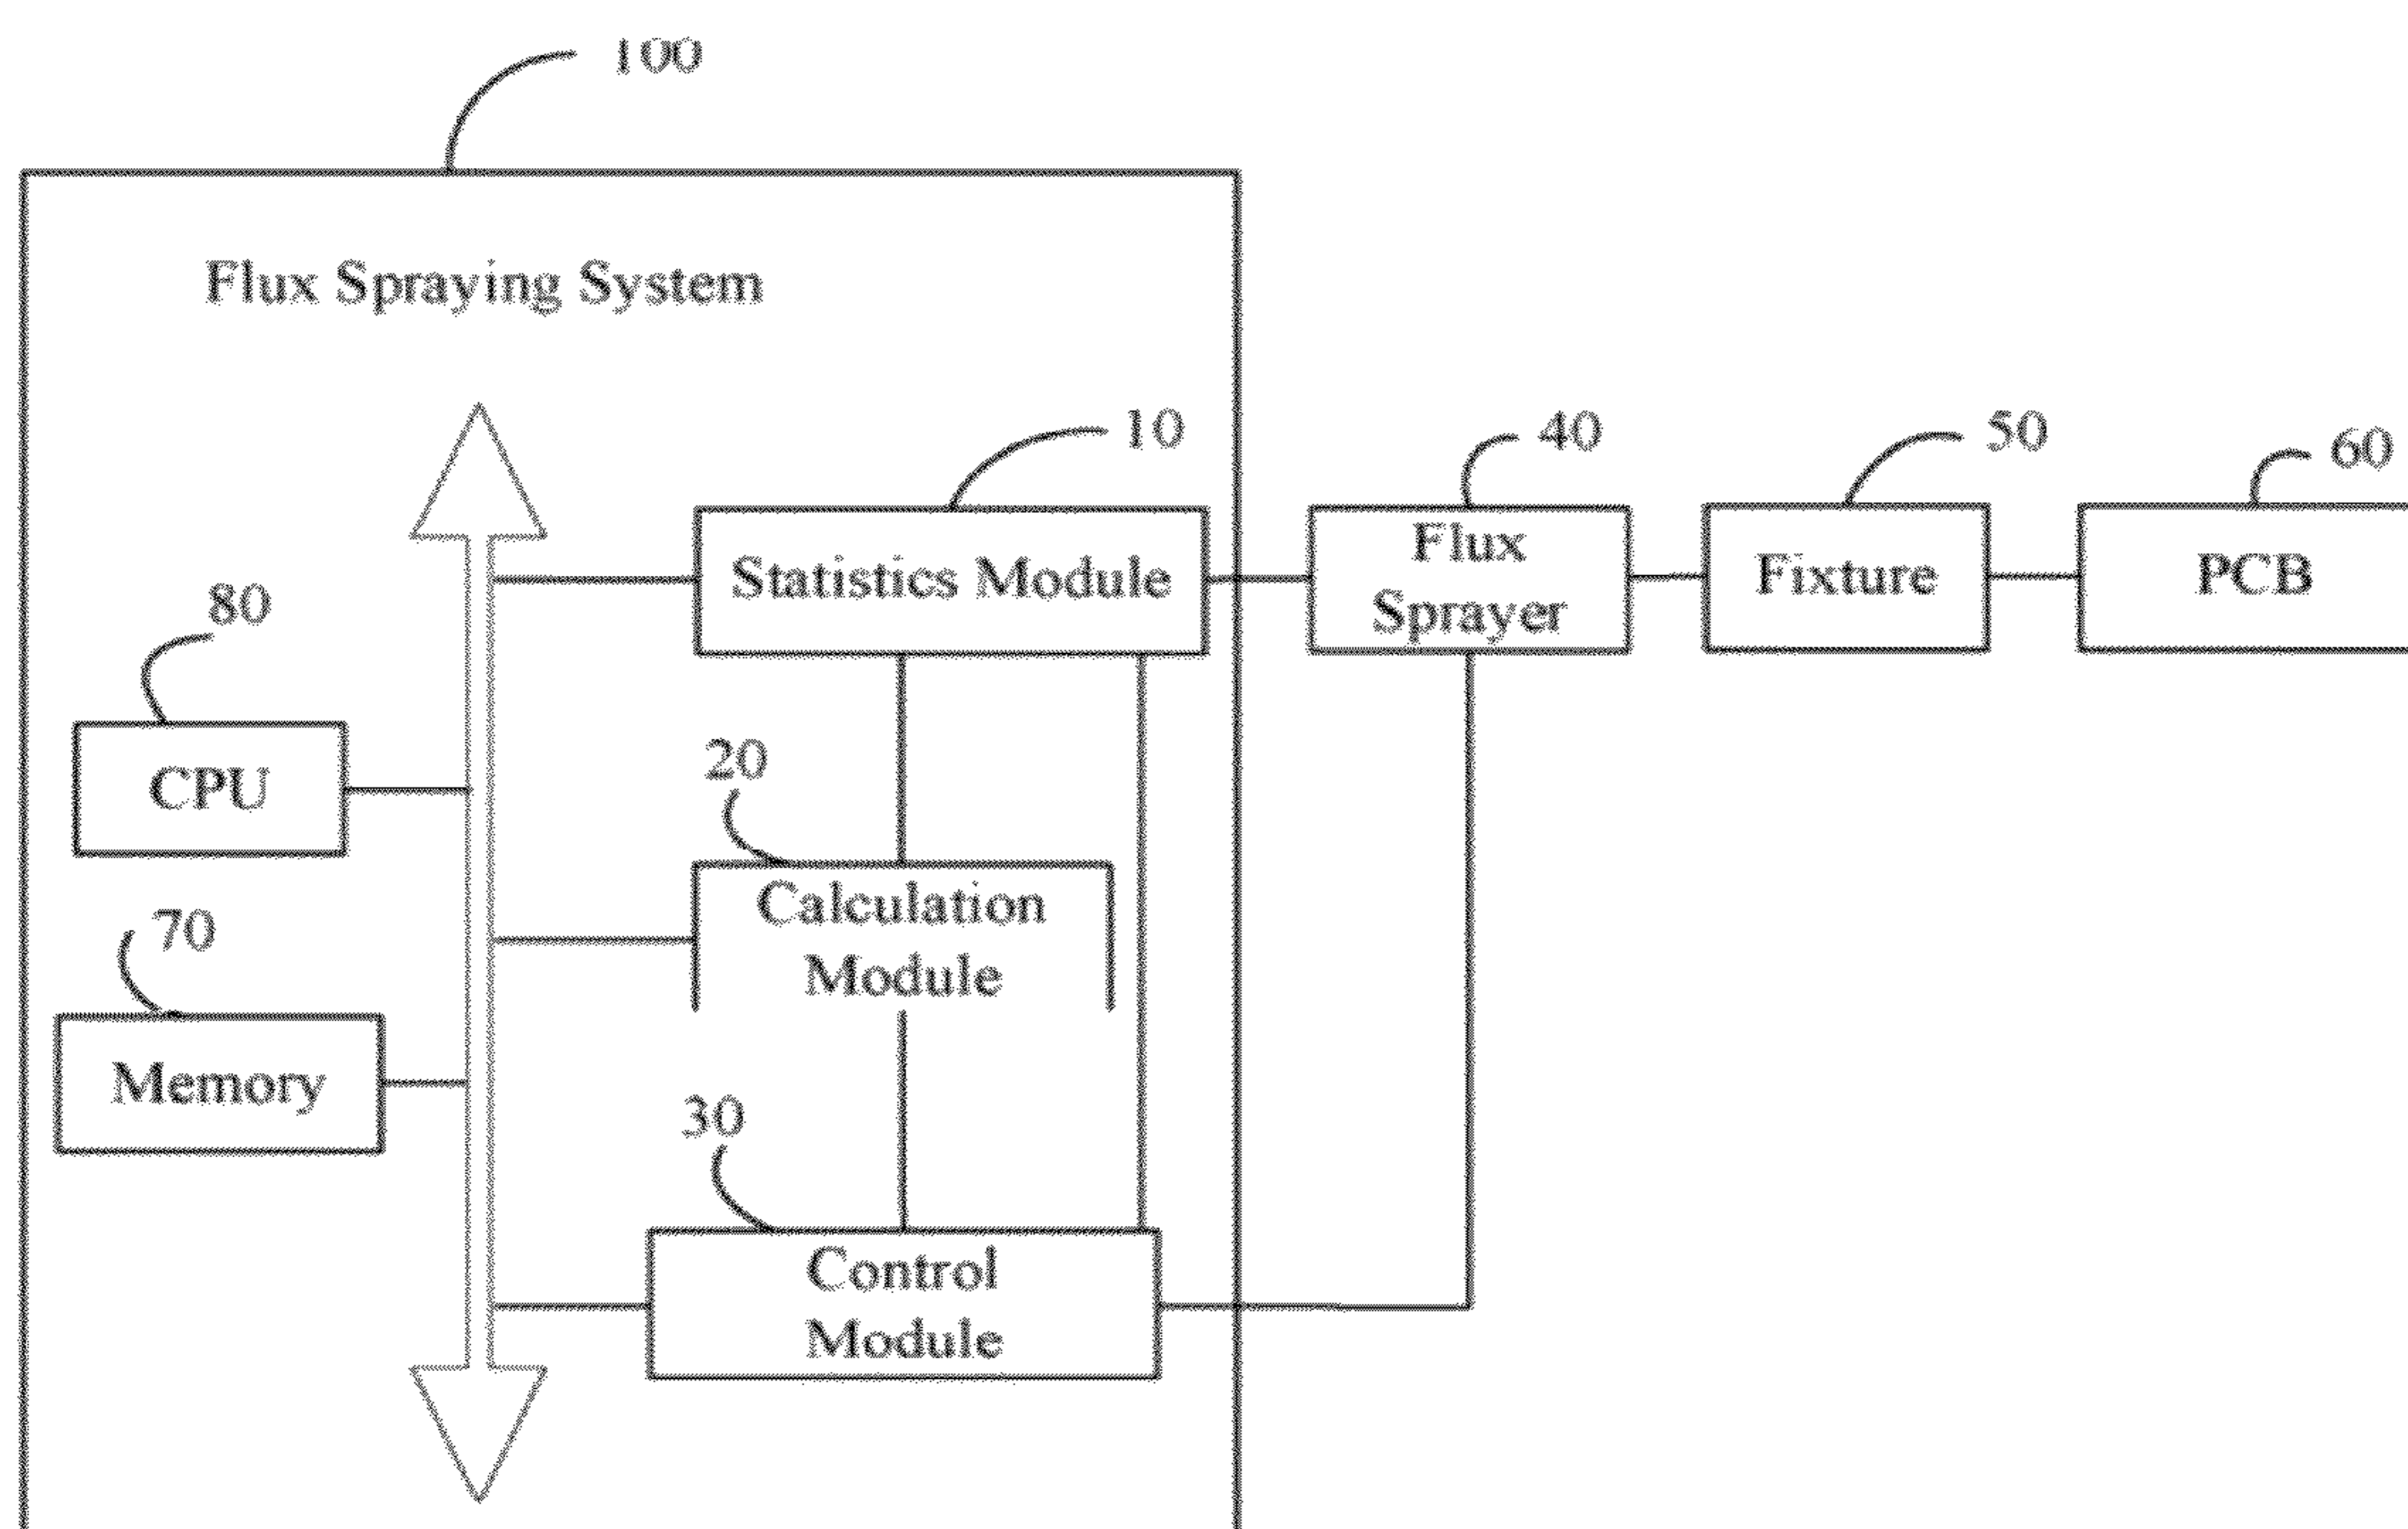 100
Flux Spraying System
10
40
50
60
Statistics Module
Flux
Sprayer
Fixture
PCB
80
CPU
20
Calculation
Module
70
Memory
30
Control
Module